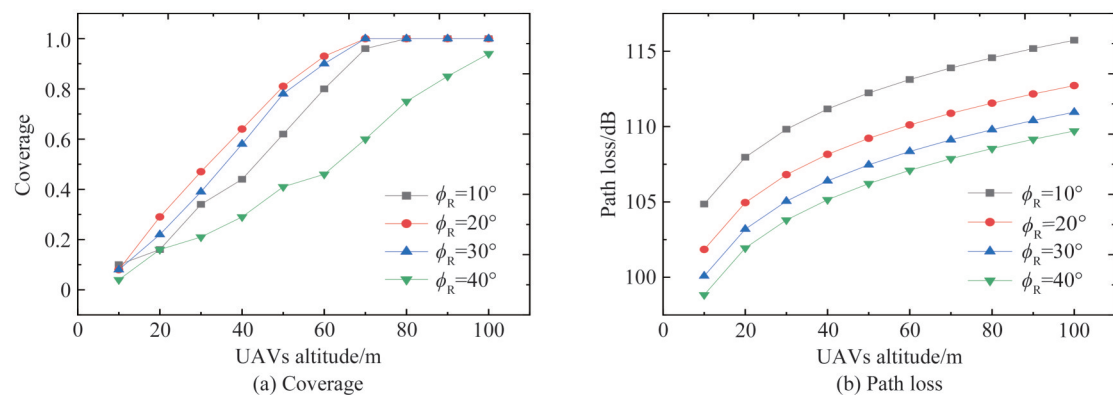 1.0
0.8
0.6
0.4
0.2
0
Coverage
ϕR=10°
ϕR=20°
ϕR=30°
ϕR=40°
0 20 40 60 80 100
UAVs altitude/m
(a) Coverage
115
110
105
100
Path loss/dB
ϕR=10°
ϕR=20°
ϕR=30°
ϕR=40°
0 20 40 60 80 100
UAVs altitude/m
(b) Path loss